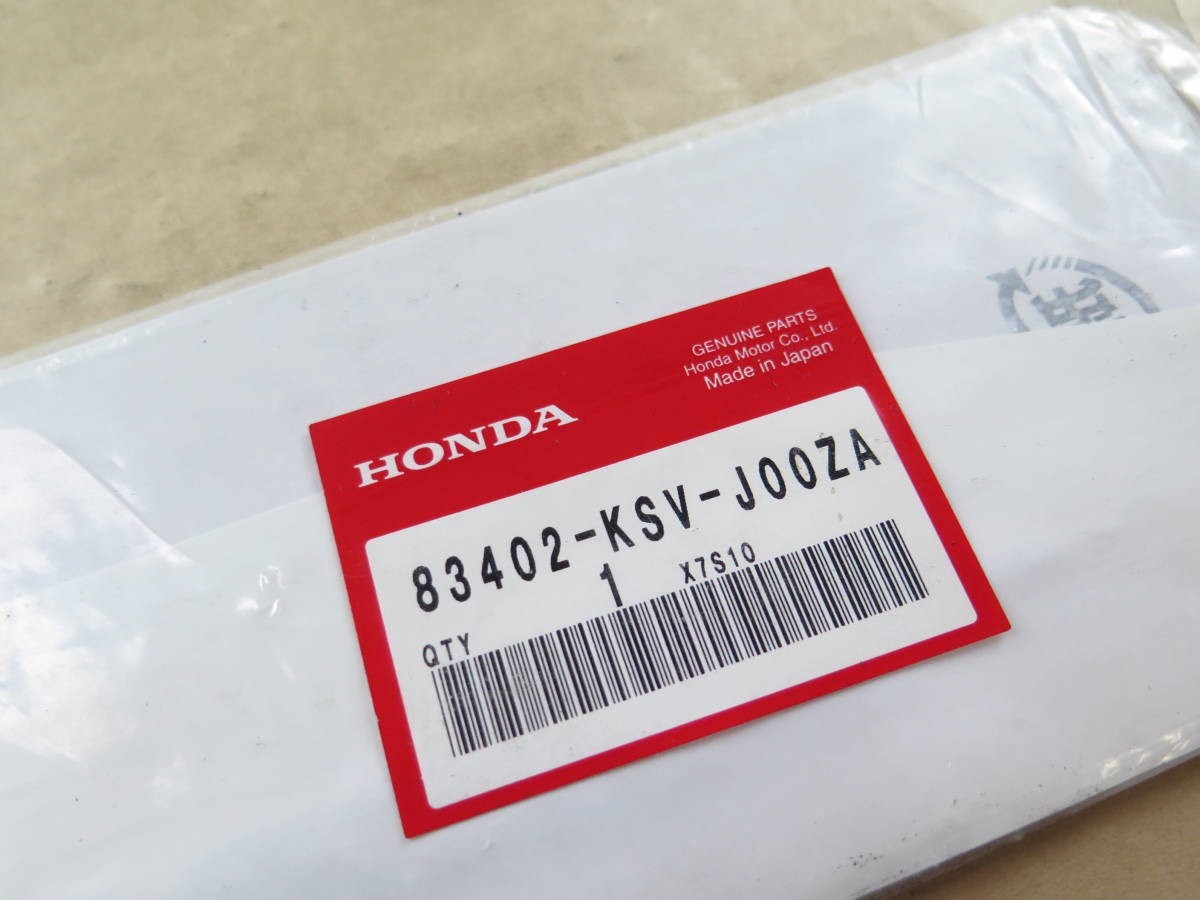 GENUINE PARTS
Honda Motor Co., Ltd.
Made in Japan
HONDA
83402-KSV-J00ZA
QTY 1 X7S10